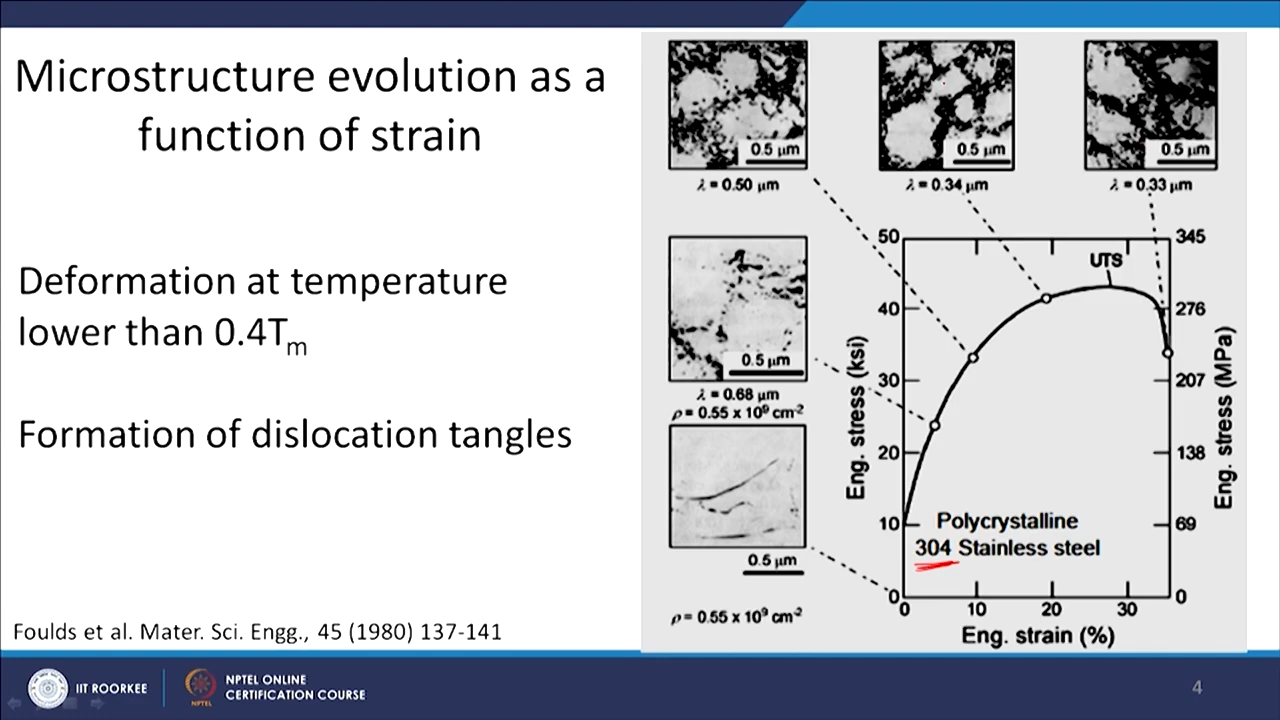 Microstructure evolution as a
function of strain
Deformation at temperature
lower than 0.4Tm
Formation of dislocation tangles
Foulds et al. Mater. Sci. Engg., 45 (1980) 137-141
0.5 μm
λ = 0.50 μm
0.5 μm
λ = 0.34 μm
0.5 μm
λ = 0.33 μm
0.5 μm
λ = 0.68 μm
ρ = 0.55 x 10⁹ cm⁻²
0.5 μm
ρ = 0.55 x 10⁹ cm⁻²
50
40
30
20
10
0
Eng. stress (ksi)
UTS
345
276
207
138
69
0
Eng. stress (MPa)
Polycrystalline
304 Stainless steel
0 10 20 30
Eng. strain (%)
IIT ROORKEE
NPTEL
NPTEL ONLINE
CERTIFICATION COURSE
4